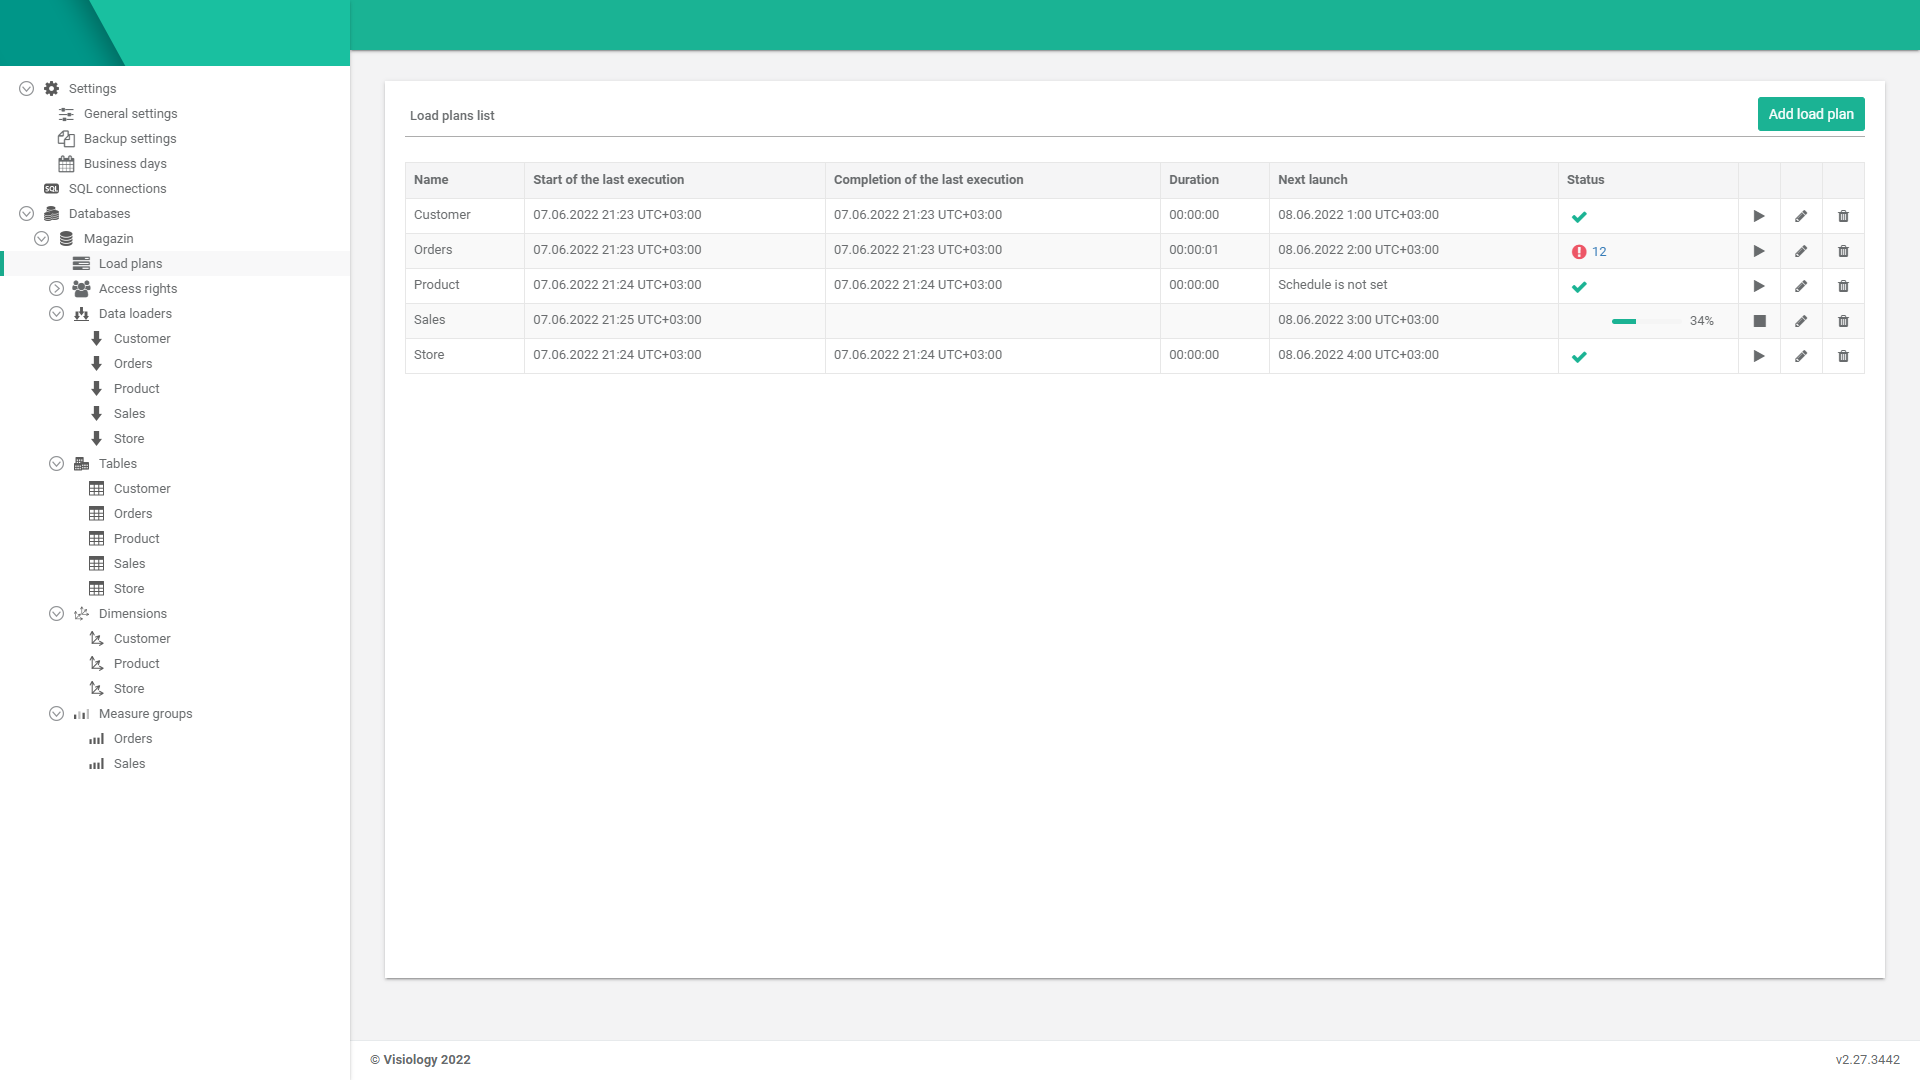 Settings
General settings
Backup settings
Business days
SQL SQL connections
Databases
Magazin
Load plans
Access rights
Data loaders
Customer
Orders
Product
Sales
Store
Tables
Customer
Orders
Product
Sales
Store
Dimensions
Customer
Product
Store
Measure groups
Orders
Sales
Load plans list
Add load plan
Name Start of the last execution Completion of the last execution Duration Next launch Status
Customer 07.06.2022 21:23 UTC+03:00 07.06.2022 21:23 UTC+03:00 00:00:00 08.06.2022 1:00 UTC+03:00
Orders 07.06.2022 21:23 UTC+03:00 07.06.2022 21:23 UTC+03:00 00:00:01 08.06.2022 2:00 UTC+03:00 12
Product 07.06.2022 21:24 UTC+03:00 07.06.2022 21:24 UTC+03:00 00:00:00 Schedule is not set
Sales 07.06.2022 21:25 UTC+03:00 08.06.2022 3:00 UTC+03:00 34%
Store 07.06.2022 21:24 UTC+03:00 07.06.2022 21:24 UTC+03:00 00:00:00 08.06.2022 4:00 UTC+03:00
© Visiology 2022
v2.27.3442